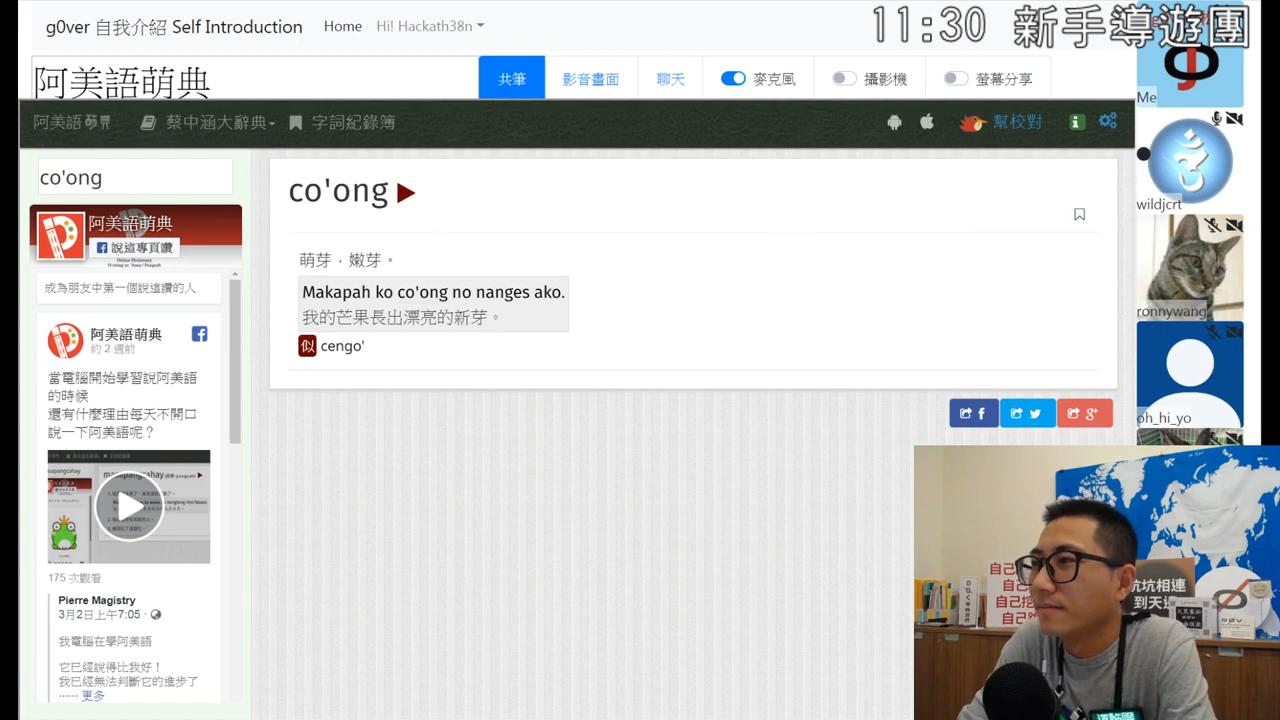 g0ver 自我介紹 Self Introduction
Home
Hi! Hackath38n
11:30 新手導遊團
阿美語萌典
共筆
影音畫面
聊天
麥克風
攝影機
螢幕分享
Me
阿美語萌典
蔡中涵大辭典
字詞紀錄簿
幫校對
co'ong
阿美語萌典
說這專頁讚
成為朋友中第一個說這讚的人
阿美語萌典
約 2 週前
當電腦開始學習說阿美語
的時候
還有什麼理由每天不開口
說一下阿美語呢？
175 次觀看
Pierre Magistry
3月2日上午7:05
我電腦在學阿美語
它已經說得比我好！
我已經無法判斷它的進步了
...... 更多
co'ong
萌芽，嫩芽。
Makapah ko co'ong no nanges ako.
我的芒果長出漂亮的新芽。
似 cengo'
wildjcrt
ronnywang
oh_hi_yo
坑坑相連
到天邊